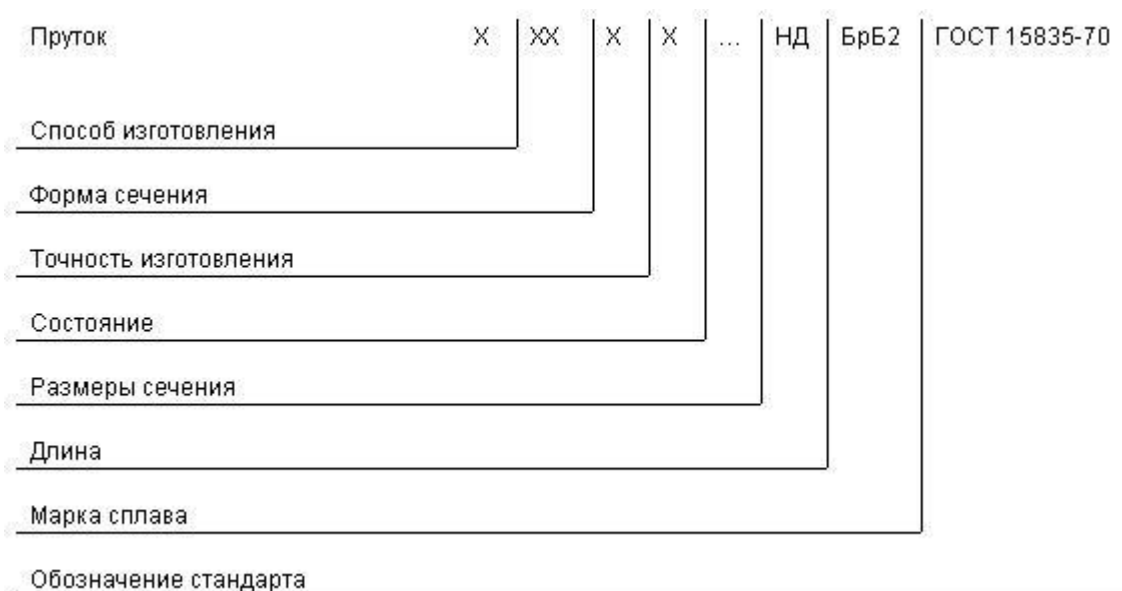 Пруток X XX X X ... НД БрБ2 ГОСТ 15835-70
Способ изготовления
Форма сечения
Точность изготовления
Состояние
Размеры сечения
Длина
Марка сплава
Обозначение стандарта